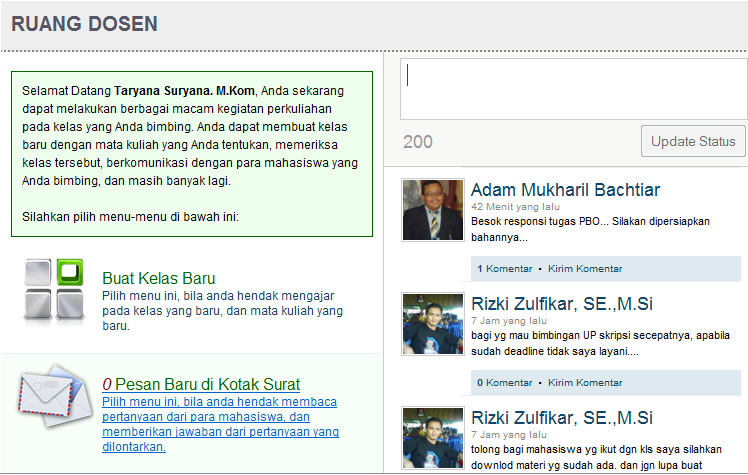 RUANG DOSEN
Selamat Datang Taryana Suryana. M.Kom, Anda sekarang
dapat melakukan berbagai macam kegiatan perkuliahan
pada kelas yang Anda bimbing. Anda dapat membuat kelas
baru dengan mata kuliah yang Anda tentukan, memeriksa
kelas tersebut, berkomunikasi dengan para mahasiswa yang
Anda bimbing, dan masih banyak lagi.
Silahkan pilih menu-menu di bawah ini:
Buat Kelas Baru
Pilih menu ini, bila anda hendak mengajar
pada kelas yang baru, dan mata kuliah yang
baru.
0 Pesan Baru di Kotak Surat
Pilih menu ini, bila anda hendak membaca
pertanyaan dari para mahasiswa, dan
memberikan jawaban dari pertanyaan yang
dilontarkan.
200
Update Status
Adam Mukharil Bachtiar
42 Menit yang lalu
Besok responsi tugas PBO... Silakan dipersiapkan
bahannya...
1 Komentar • Kirim Komentar
Rizki Zulfikar, SE.,M.Si
7 Jam yang lalu
bagi yg mau bimbingan UP skripsi secepatnya, apabila
sudah deadline tidak saya layani....
0 Komentar • Kirim Komentar
Rizki Zulfikar, SE.,M.Si
7 Jam yang lalu
tolong bagi mahasiswa yg ikut dgn kls saya silahkan
downlod materi yg sudah ada. dan jgn lupa buat